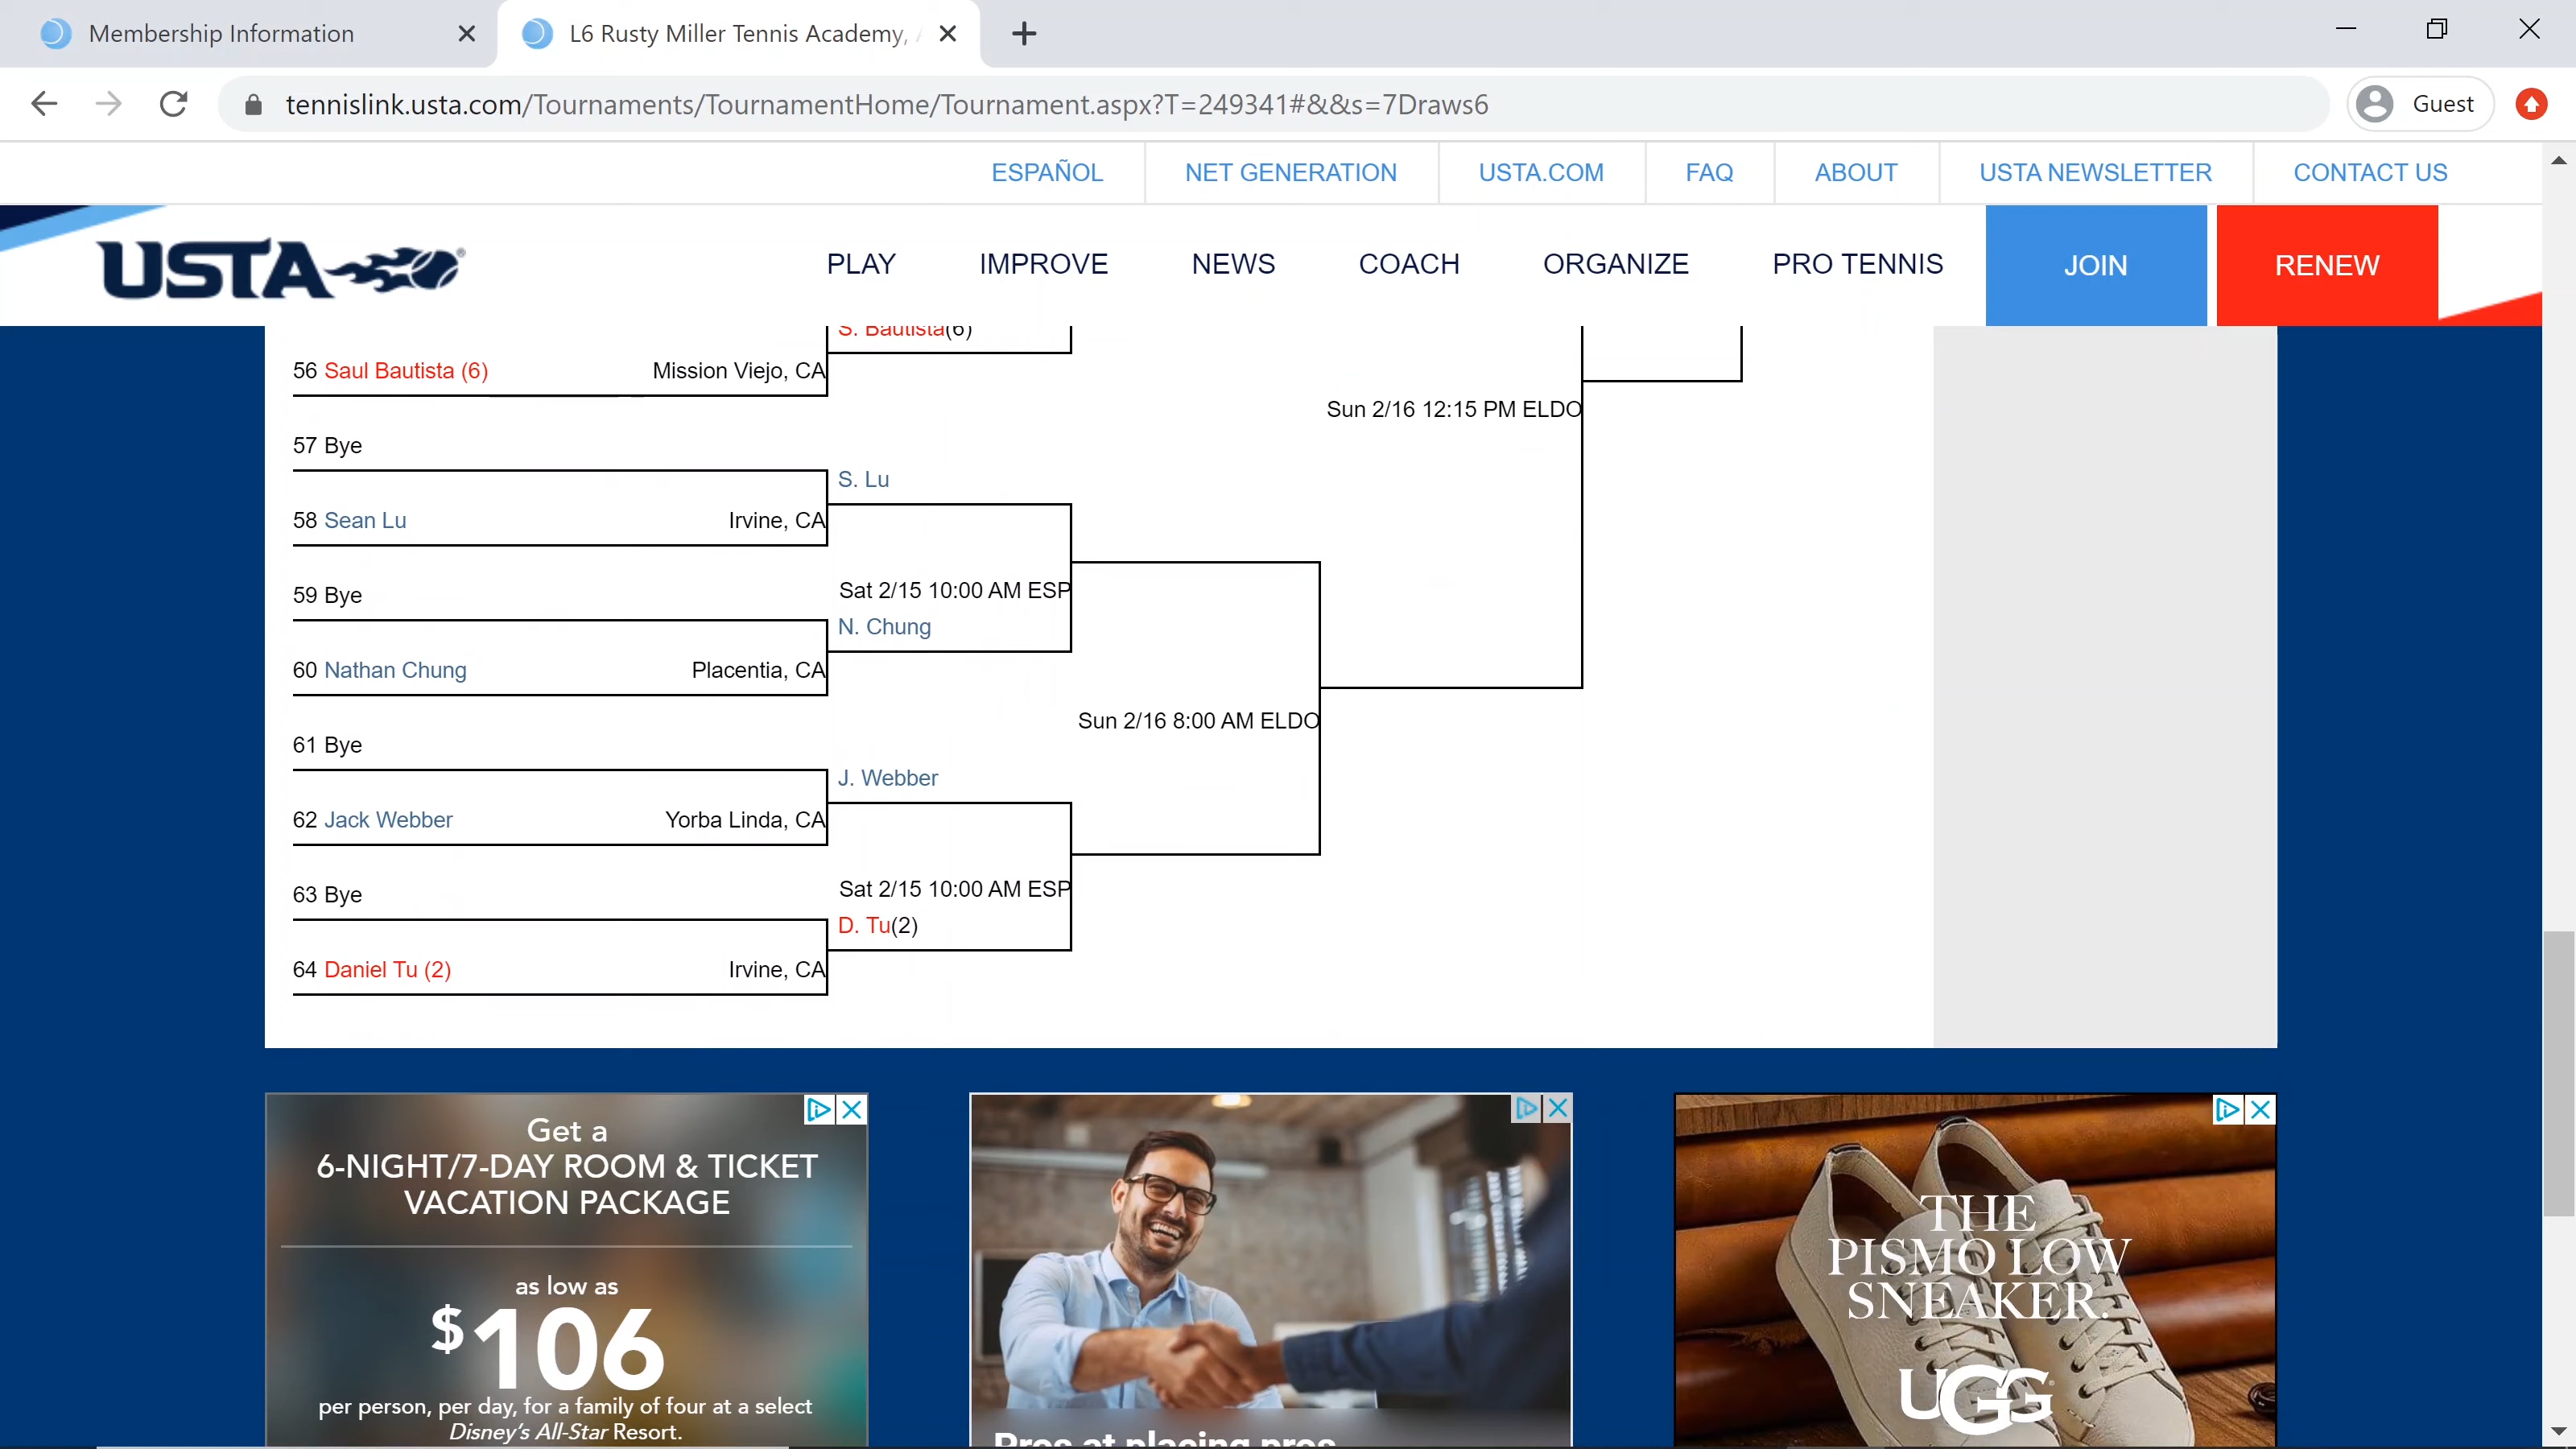 Membership Information
L6 Rusty Miller Tennis Academy,
tennislink.usta.com/Tournaments/TournamentHome/Tournament.aspx?T=249341#&&s=7Draws6
Guest
ESPAÑOL NET GENERATION USTA.COM FAQ ABOUT USTA NEWSLETTER CONTACT US
USTA
PLAY IMPROVE NEWS COACH ORGANIZE PRO TENNIS JOIN RENEW
S. Bautista(6)
56 Saul Bautista (6) Mission Viejo, CA
Sun 2/16 12:15 PM ELDO
57 Bye
S. Lu
58 Sean Lu Irvine, CA
Sat 2/15 10:00 AM ESP
59 Bye
N. Chung
60 Nathan Chung Placentia, CA
Sun 2/16 8:00 AM ELDO
61 Bye
J. Webber
62 Jack Webber Yorba Linda, CA
Sat 2/15 10:00 AM ESP
63 Bye
D. Tu(2)
64 Daniel Tu (2) Irvine, CA
Get a
6-NIGHT/7-DAY ROOM & TICKET
VACATION PACKAGE
as low as
$106
per person, per day, for a family of four at a select
Disney's All-Star Resort.
Pros at placing pros
THE
PISMO LOW
SNEAKER.
UGG